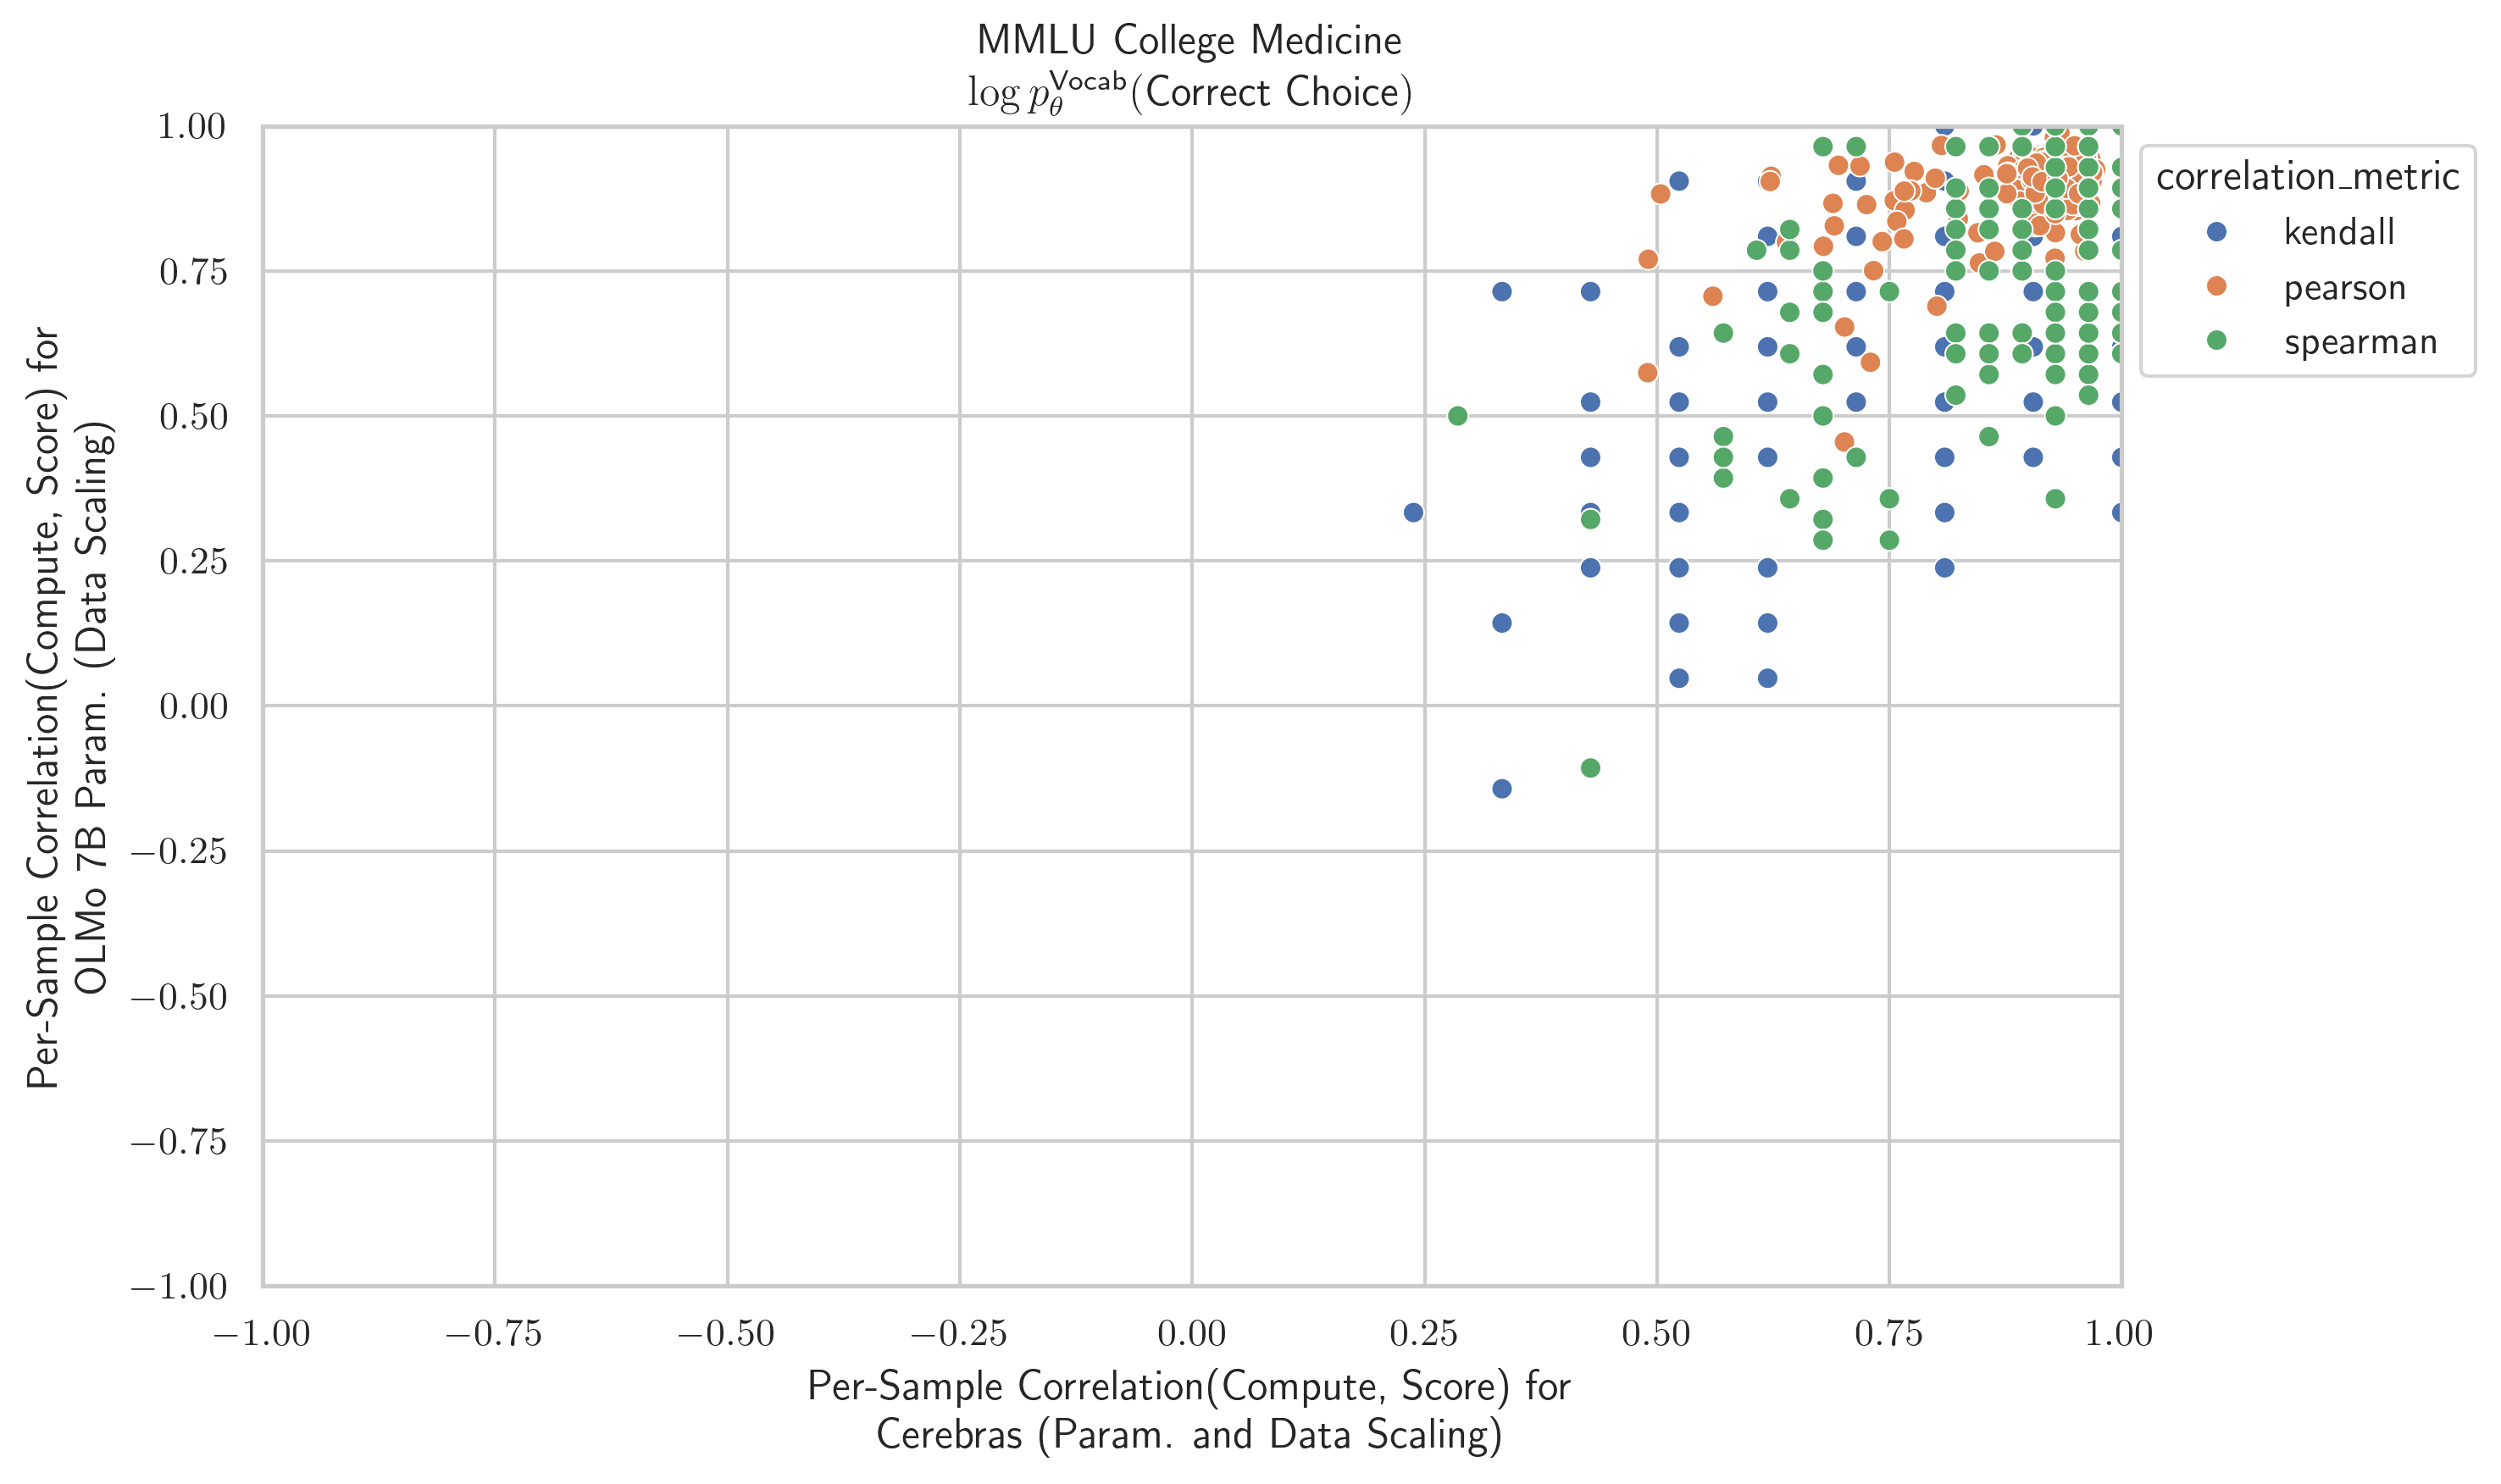 MMLU College Medicine
log p_θ^Vocab(Correct Choice)
Per-Sample Correlation(Compute, Score) for
OLMo 7B Param. (Data Scaling)
1.00
0.75
0.50
0.25
0.00
−0.25
−0.50
−0.75
−1.00
−1.00
−0.75
−0.50
−0.25
0.00
0.25
0.50
0.75
1.00
Per-Sample Correlation(Compute, Score) for
Cerebras (Param. and Data Scaling)
correlation_metric
kendall
pearson
spearman